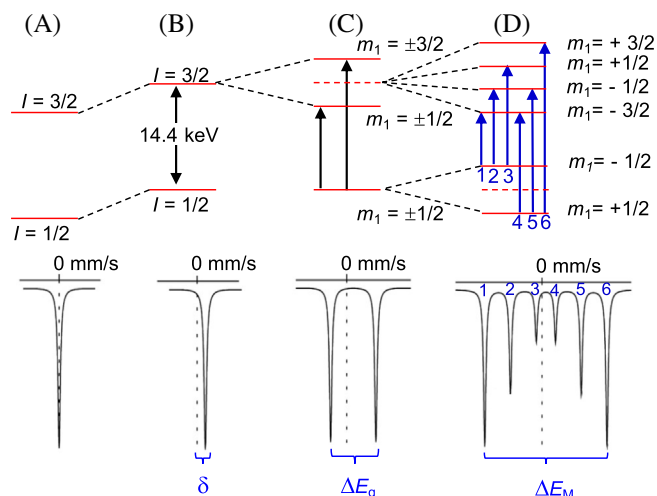 (A) (B) (C) (D)
m₁ = ±3/2
m₁= + 3/2
m₁= +1/2
m₁= - 1/2
m₁= - 3/2
I = 3/2
I = 3/2
m₁ = ±1/2
14.4 keV
1 2 3
m₁= - 1/2
I = 1/2
I = 1/2
m₁ = ±1/2
4 5 6
m₁= +1/2
0 mm/s 0 mm/s 0 mm/s 0 mm/s
1 2 3 4 5 6
δ ΔEq ΔEM